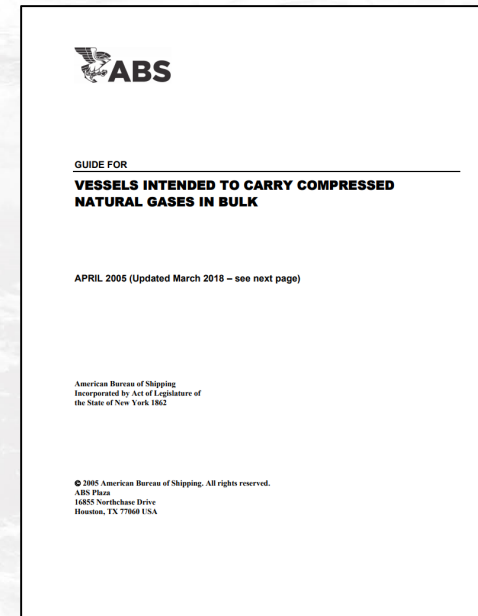 ABS
GUIDE FOR
VESSELS INTENDED TO CARRY COMPRESSED
NATURAL GASES IN BULK
APRIL 2005 (Updated March 2018 – see next page)
American Bureau of Shipping
Incorporated by Act of Legislature of
the State of New York 1862
© 2005 American Bureau of Shipping. All rights reserved.
ABS Plaza
16855 Northchase Drive
Houston, TX 77060 USA